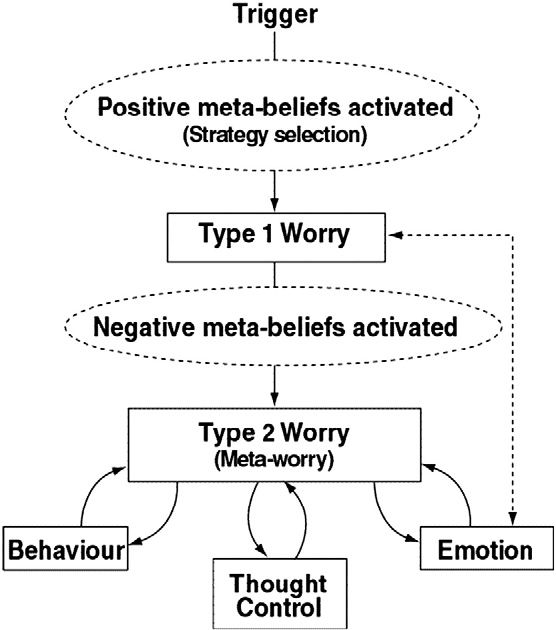 Trigger
Positive meta-beliefs activated
(Strategy selection)
Type 1 Worry
Negative meta-beliefs activated
Type 2 Worry
(Meta-worry)
Behaviour
Thought
Control
Emotion